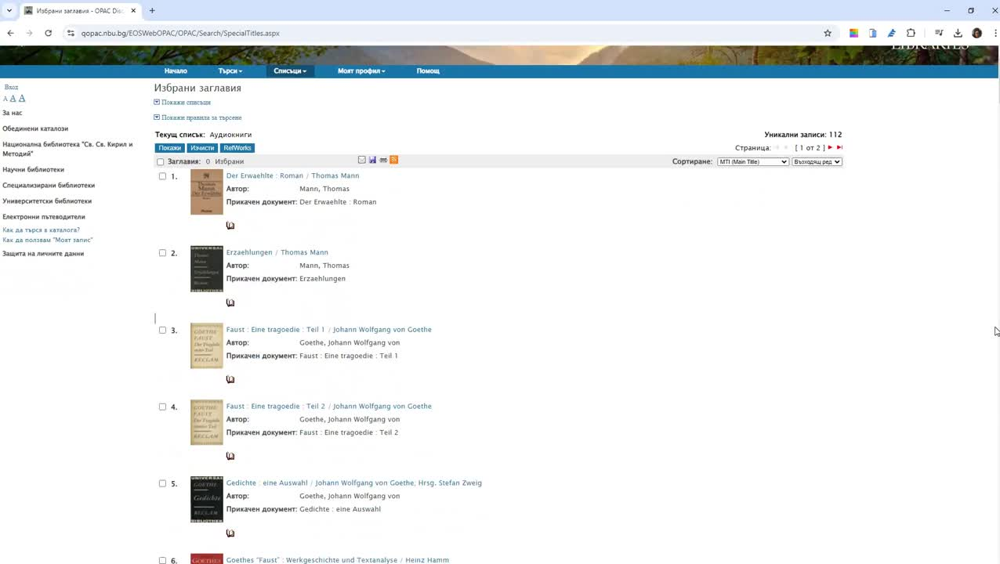 Избрани заглавия - OPAC Disc
qopac.nbu.bg/EOSWebOPAC/OPAC/Search/SpecialTitles.aspx
LIBRARIES
Начало Търси Списъци Моят профил Помощ
Вход
A A A
За нас
Обединени каталози
Национална библиотека "Св. Св. Кирил и
Методий"
Научни библиотеки
Специализирани библиотеки
Университетски библиотеки
Електронни пътеводители
Как да търся в каталога?
Как да ползвам "Моят запис"
Защита на личните данни
Избрани заглавия
Покажи списъци
Покажи правила за търсене
Текущ списък: Аудиокниги
Уникални записи: 112
Покажи Изчисти RefWorks
Страница: [ 1 от 2 ]
Заглавия: 0 Избрани
Сортиране: MTI (Main Title) Възходящ ред
1. Der Erwaehlte : Roman / Thomas Mann
Автор: Mann, Thomas
Прикачен документ: Der Erwaehlte : Roman
2. Erzaehlungen / Thomas Mann
Автор: Mann, Thomas
Прикачен документ: Erzaehlungen
3. Faust : Eine tragoedie : Teil 1 / Johann Wolfgang von Goethe
Автор: Goethe, Johann Wolfgang von
Прикачен документ: Faust : Eine tragoedie : Teil 1
4. Faust : Eine tragoedie : Teil 2 / Johann Wolfgang von Goethe
Автор: Goethe, Johann Wolfgang von
Прикачен документ: Faust : Eine tragoedie : Teil 2
5. Gedichte : eine Auswahl / Johann Wolfgang von Goethe; Hrsg. Stefan Zweig
Автор: Goethe, Johann Wolfgang von
Прикачен документ: Gedichte : eine Auswahl
6. Goethes "Faust" : Werkgeschichte und Textanalyse / Heinz Hamm